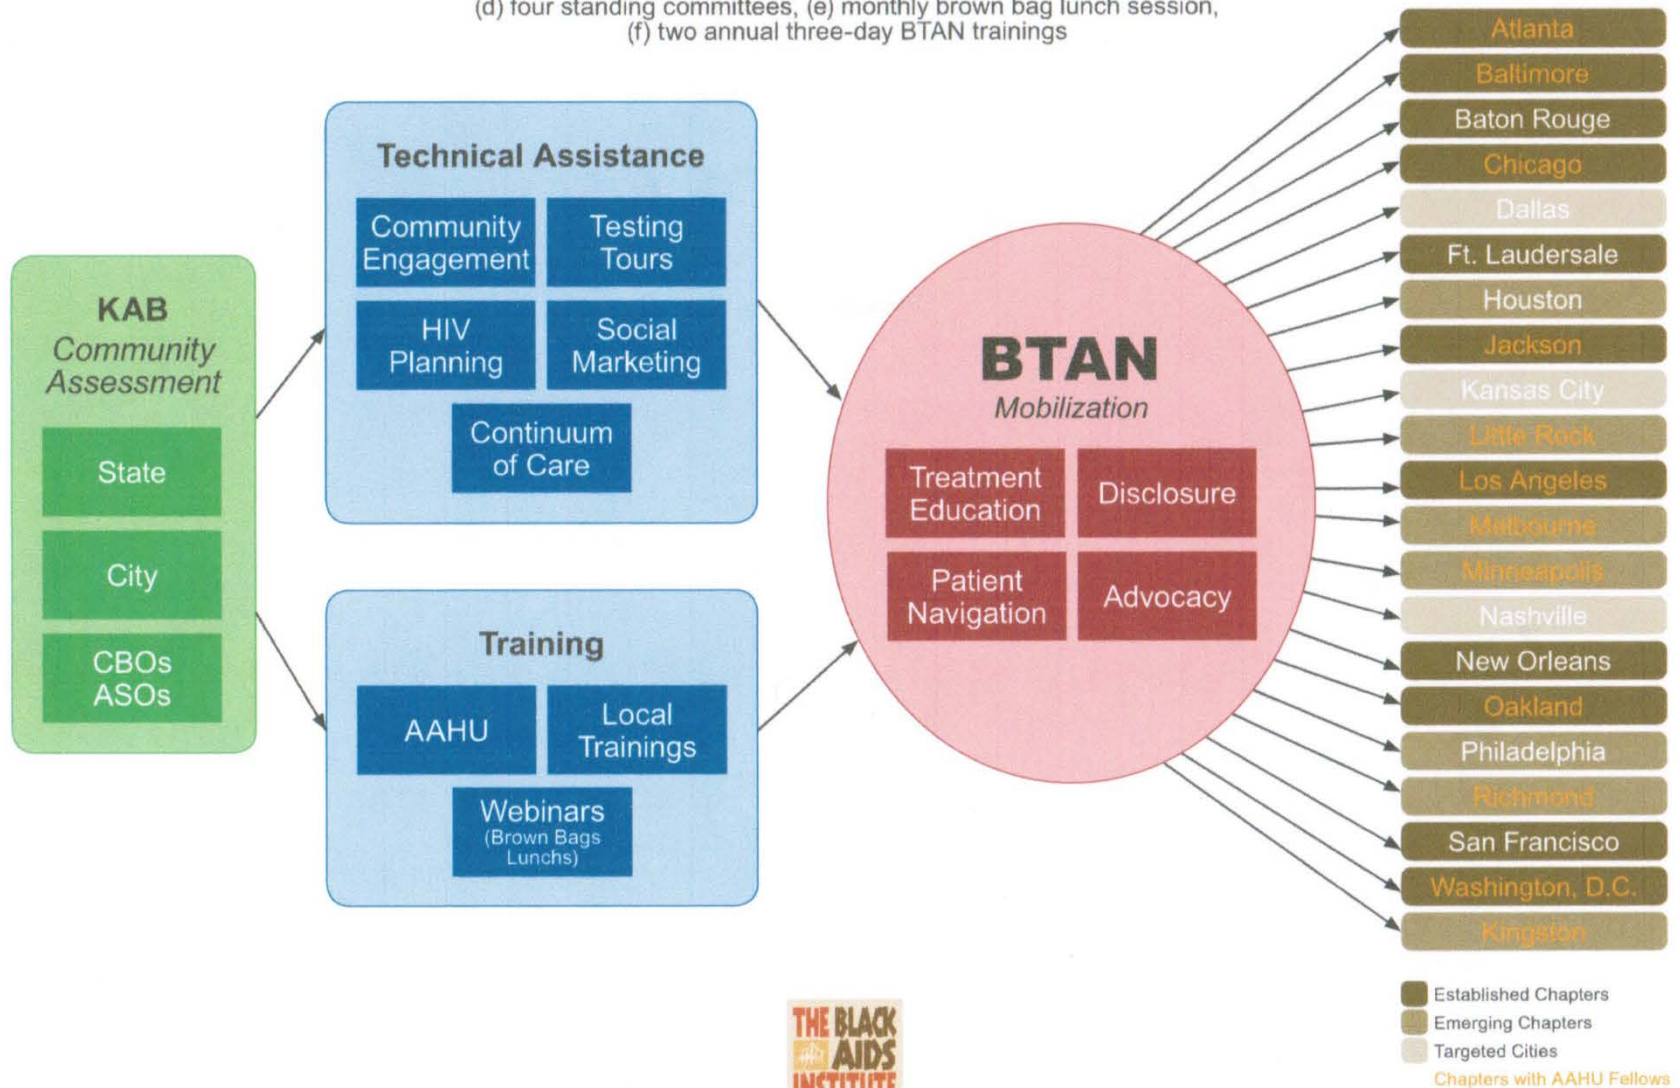 (d) four standing committees, (e) monthly brown bag lunch session,
(f) two annual three-day BTAN trainings
KAB
Community
Assessment
State
City
CBOs
ASOs
Technical Assistance
Community
Engagement
Testing
Tours
HIV
Planning
Social
Marketing
Continuum
of Care
Training
AAHU
Local
Trainings
Webinars
(Brown Bags
Lunchs)
BTAN
Mobilization
Treatment
Education
Disclosure
Patient
Navigation
Advocacy
Atlanta
Baltimore
Baton Rouge
Chicago
Dallas
Ft. Laudersale
Houston
Jackson
Kansas City
Little Rock
Los Angeles
Melbourne
Minneapolis
Nashville
New Orleans
Oakland
Philadelphia
Richmond
San Francisco
Washington, D.C.
Kingston
Established Chapters
Emerging Chapters
Targeted Cities
Chapters with AAHU Fellows
THE BLACK
AIDS
INSTITUTE